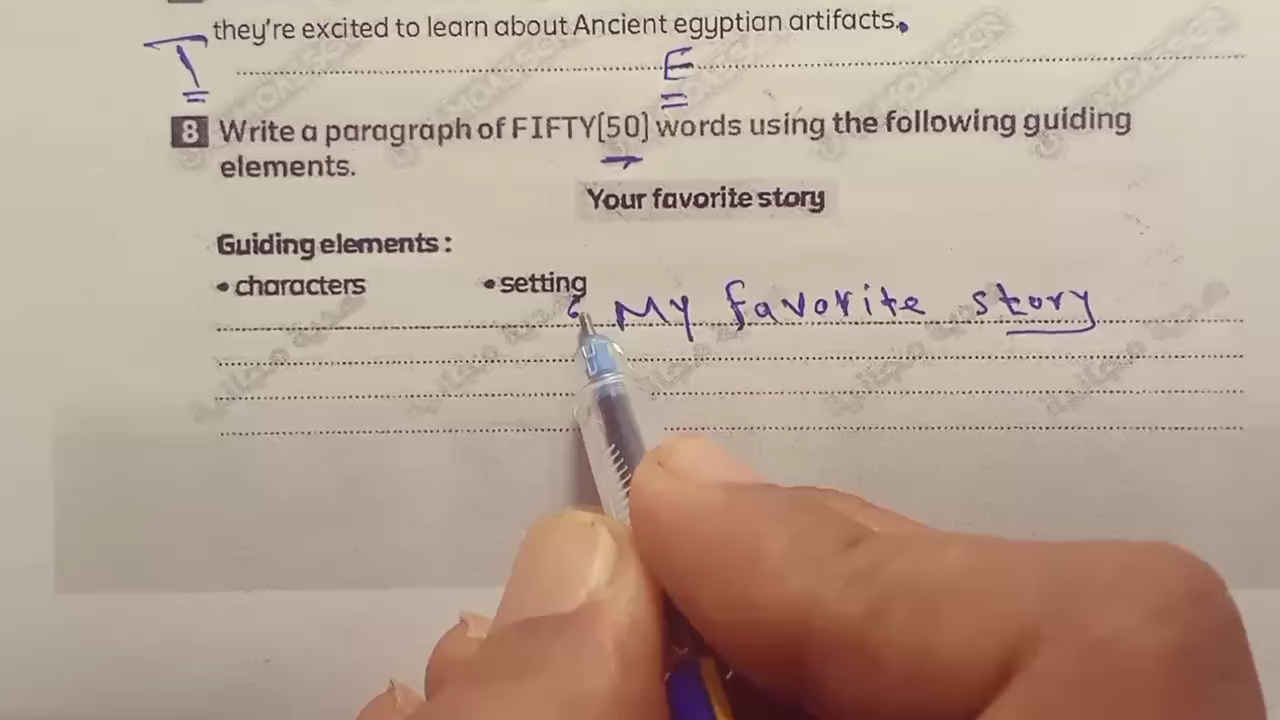 they're excited to learn about Ancient egyptian artifacts.
T E
8 Write a paragraph of FIFTY(50) words using the following guiding
elements.
Your favorite story
Guiding elements :
• characters • setting
My favorite story